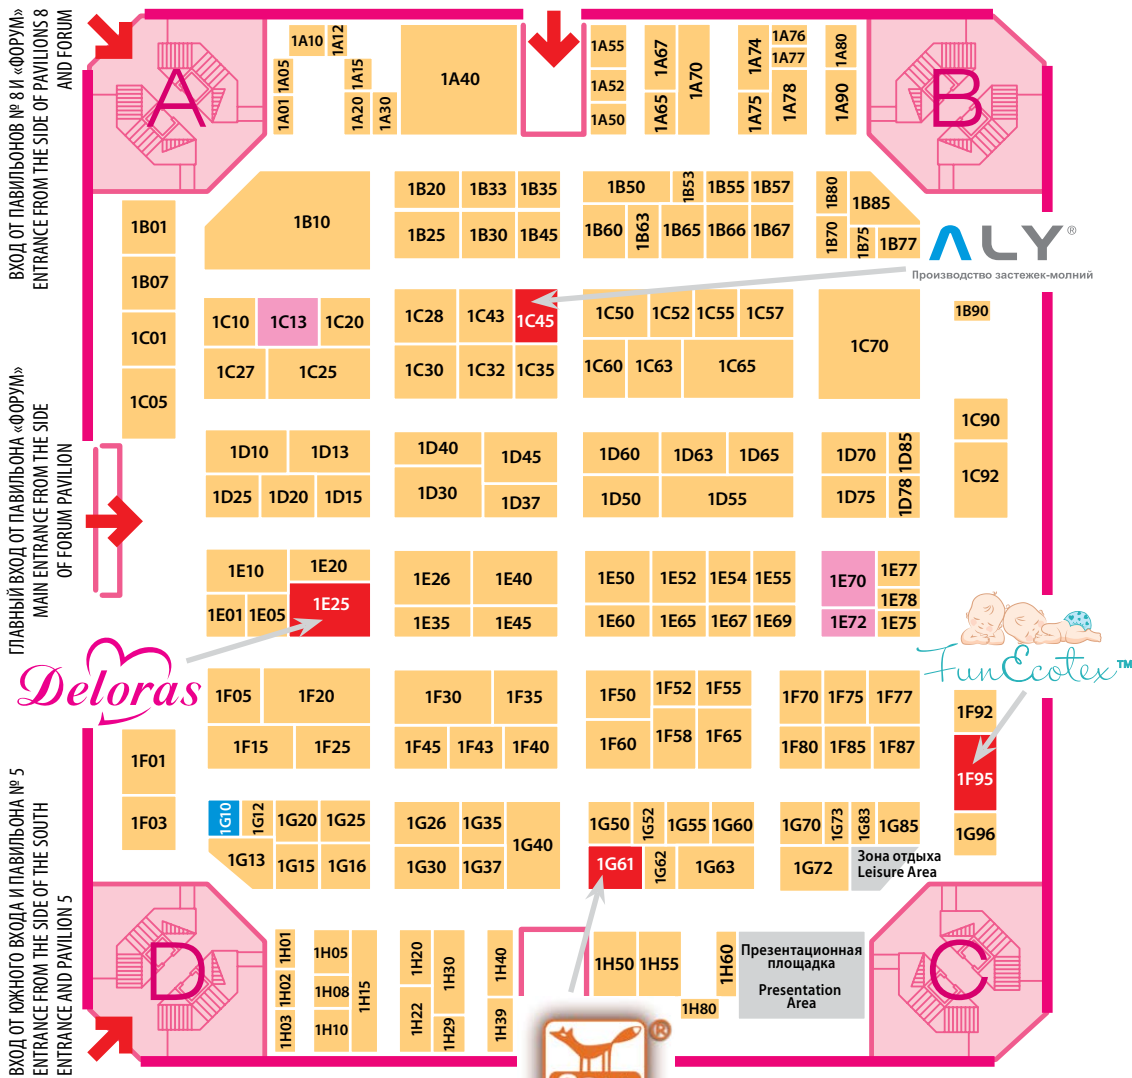 ВХОД ОТ ПАВИЛЬОНОВ № 8 И «ФОРУМ»
ENTRANCE FROM THE SIDE OF PAVILIONS 8
AND FORUM
ГЛАВНЫЙ ВХОД ОТ ПАВИЛЬОНА «ФОРУМ»
MAIN ENTRANCE FROM THE SIDE
OF FORUM PAVILION
ВХОД ОТ ЮЖНОГО ВХОДА И ПАВИЛЬОНА № 5
ENTRANCE FROM THE SIDE OF THE SOUTH
ENTRANCE AND PAVILION 5
A
B
1A10
1A12
1A05
1A01
1A15
1A20
1A30
1A40
1A55
1A52
1A50
1A67
1A65
1A70
1A74
1A75
1A76
1A77
1A78
1A80
1A90
1B01
1B07
1C01
1C05
1B10
1B20 1B33 1B35
1B25 1B30 1B45
1B50 1B53 1B55 1B57
1B60 1B63 1B65 1B66 1B67
1B80 1B85
1B70 1B75 1B77
ALY®
Производство застежек-молний
1B90
1C10 1C13 1C20
1C27 1C25
1C28 1C43 1C45
1C30 1C32 1C35
1C50 1C52 1C55 1C57
1C60 1C63 1C65
1C70
1C90
1C92
1D10 1D13
1D25 1D20 1D15
1D40 1D45
1D30 1D37
1D60 1D63 1D65
1D50 1D55
1D70 1D85
1D75 1D78
1E10 1E20
1E01 1E05 1E25
1E26 1E40
1E35 1E45
1E50 1E52 1E54 1E55
1E60 1E65 1E67 1E69
1E70 1E77
1E78
1E72 1E75
Deloras
FunEcotex™
1F05 1F20
1F15 1F25
1F30 1F35
1F45 1F43 1F40
1F50 1F52 1F55
1F60 1F58 1F65
1F70 1F75 1F77
1F80 1F85 1F87
1F92
1F95
1G96
1F01
1F03
1G10 1G12 1G20 1G25
1G13 1G15 1G16
1G26 1G35 1G40
1G30 1G37
1G50 1G52 1G55 1G60
1G61 1G62 1G63
1G70 1G73 1G83 1G85
1G72
Зона отдыха
Leisure Area
D
C
1H01
1H02
1H03
1H05
1H08
1H10
1H15
1H20
1H22
1H30
1H29
1H40
1H39
1H50 1H55
1H60
1H80
Презентационная
площадка
Presentation
Area
®